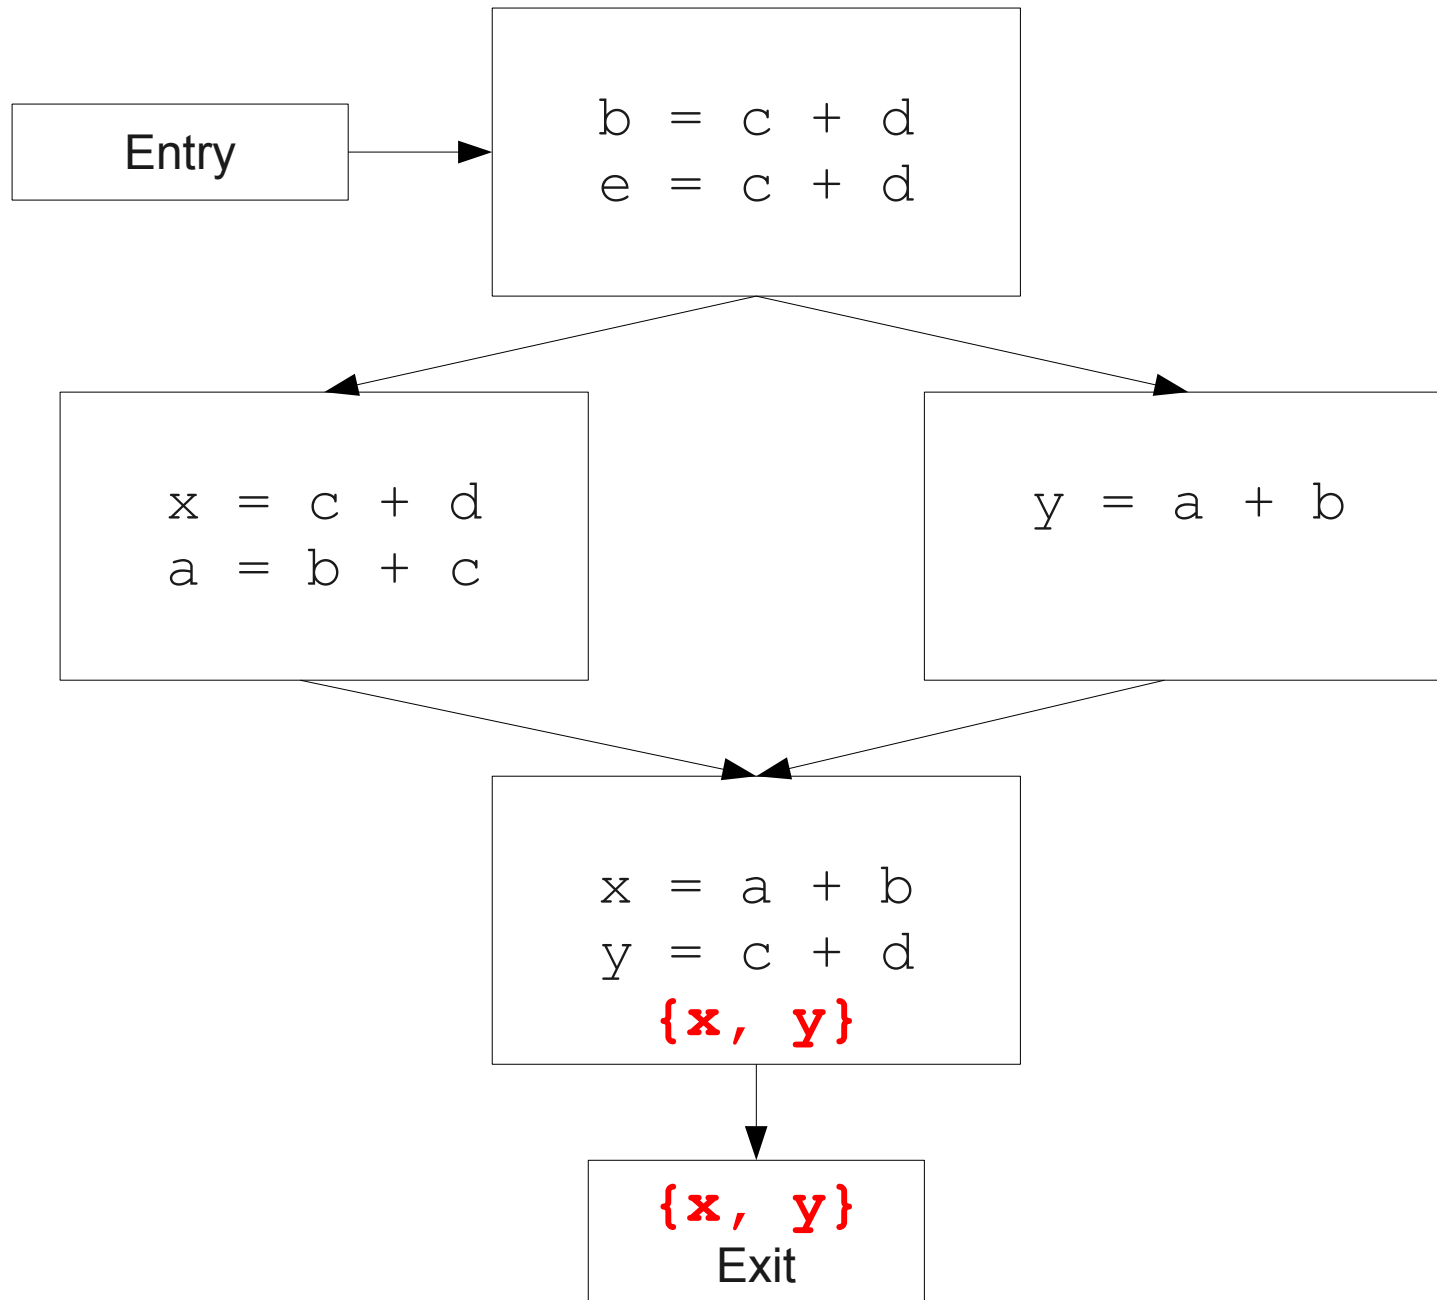 Entry
b = c + d
e = c + d
x = c + d
a = b + c
y = a + b
x = a + b
y = c + d
{x, y}
{x, y}
Exit